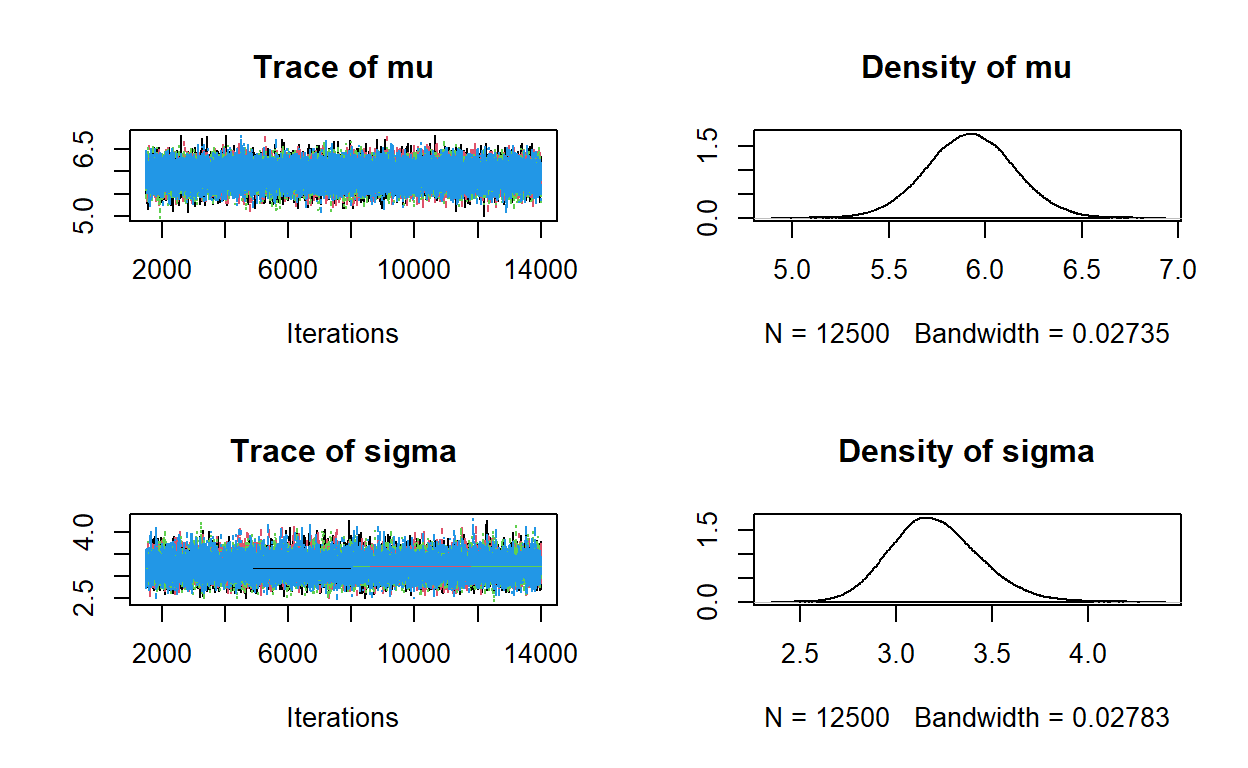 Trace of mu
5.0 6.5
2000 6000 10000 14000
Iterations
Density of mu
0.0 1.5
5.0 5.5 6.0 6.5 7.0
N = 12500 Bandwidth = 0.02735
Trace of sigma
2.5 4.0
2000 6000 10000 14000
Iterations
Density of sigma
0.0 1.5
2.5 3.0 3.5 4.0
N = 12500 Bandwidth = 0.02783